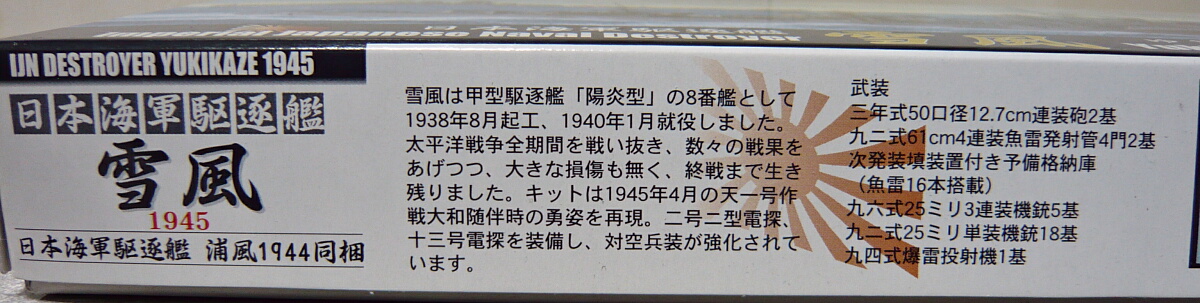 Imperial Japanese Naval Destroyer
IJN DESTROYER YUKIKAZE 1945
日本海軍駆逐艦
雪風
1945
日本海軍駆逐艦 浦風1944同梱
雪風は甲型駆逐艦「陽炎型」の8番艦として
1938年8月起工、1940年1月就役しました。
太平洋戦争全期間を戦い抜き、数々の戦果を
あげつつ、大きな損傷も無く、終戦まで生き
残りました。キットは1945年4月の天一号作
戦大和随伴時の勇姿を再現。二号二型電探、
十三号電探を装備し、対空兵装が強化されて
います。
武装
三年式50口径12.7cm連装砲2基
九二式61cm4連装魚雷発射管4門2基
次発装填装置付き予備格納庫
（魚雷16本搭載）
九六式25ミリ3連装機銃5基
九二式25ミリ単装機銃18基
九四式爆雷投射機1基